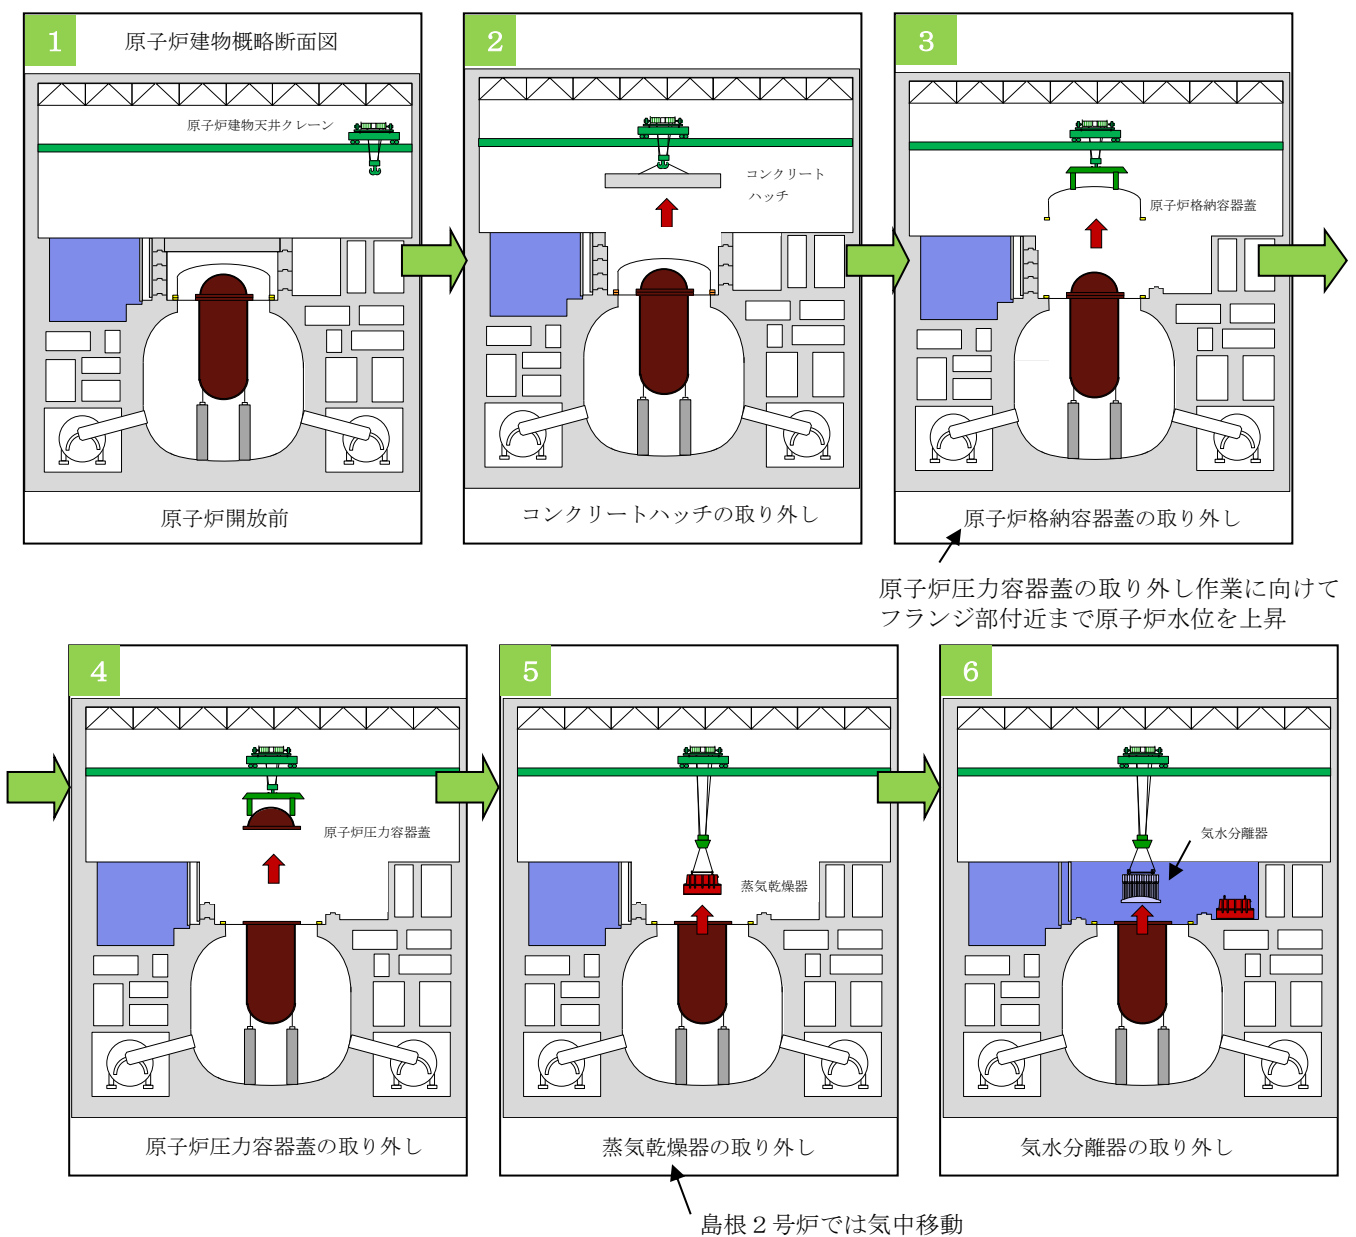 1
原子炉建物概略断面図
原子炉建物天井クレーン
原子炉開放前
2
コンクリート
ハッチ
コンクリートハッチの取り外し
3
原子炉格納容器蓋
原子炉格納容器蓋の取り外し
原子炉圧力容器蓋の取り外し作業に向けて
フランジ部付近まで原子炉水位を上昇
4
原子炉圧力容器蓋
原子炉圧力容器蓋の取り外し
5
蒸気乾燥器
蒸気乾燥器の取り外し
島根２号炉では気中移動
6
気水分離器
気水分離器の取り外し